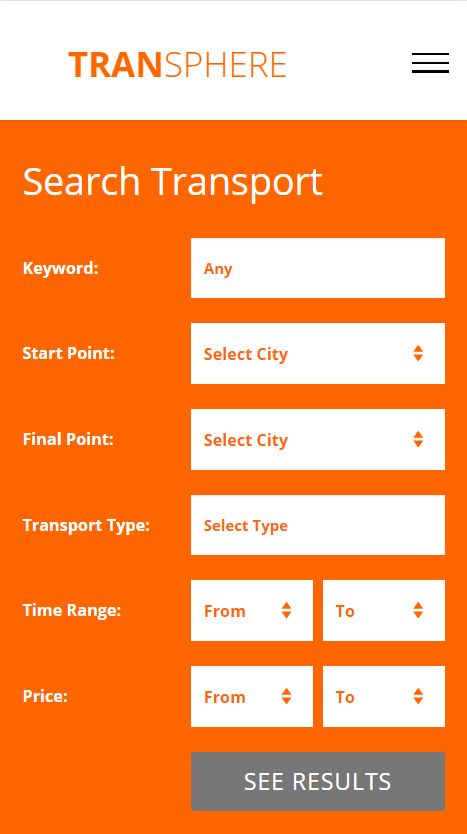 TRANSPHERE
Search Transport
Keyword: Any
Start Point: Select City
Final Point: Select City
Transport Type: Select Type
Time Range: From To
Price: From To
SEE RESULTS